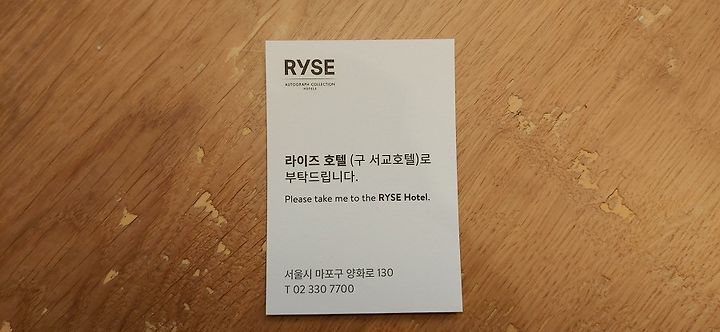 RYSE
AUTOGRAPH COLLECTION
HOTELS
라이즈 호텔 (구 서교호텔)로
부탁드립니다.
Please take me to the RYSE Hotel.
서울시 마포구 양화로 130
T 02 330 7700